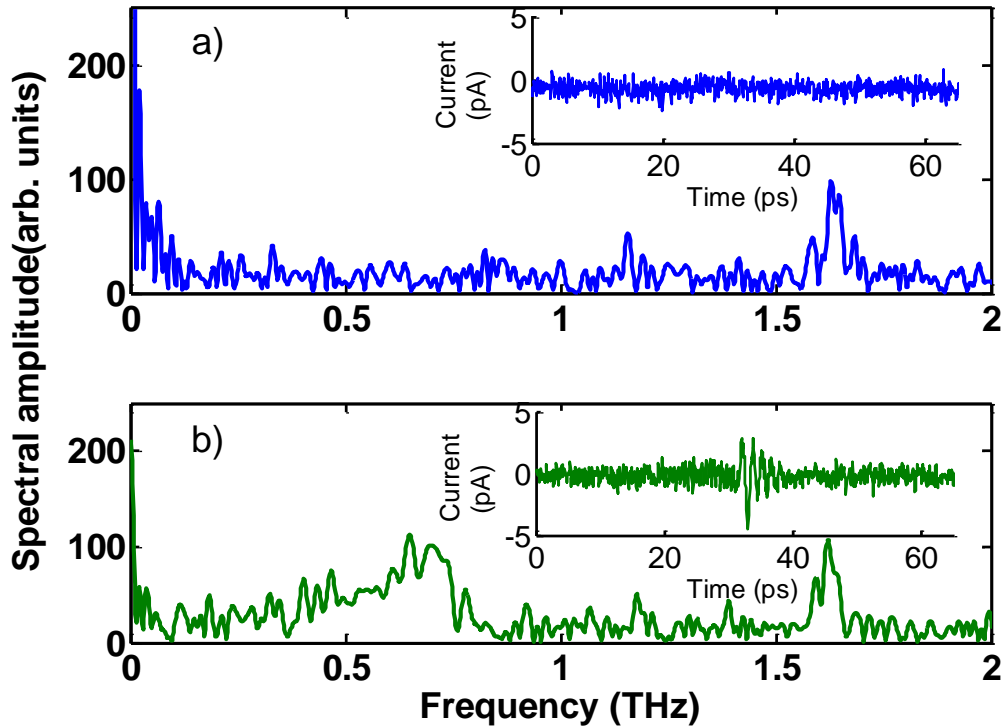 Spectral amplitude(arb. units)
a)
200
100
0
0 0.5 1 1.5 2
Current
(pA)
5
0
-5
0 20 40 60
Time (ps)
b)
200
100
0
0 0.5 1 1.5 2
Current
(pA)
5
0
-5
0 20 40 60
Time (ps)
Frequency (THz)